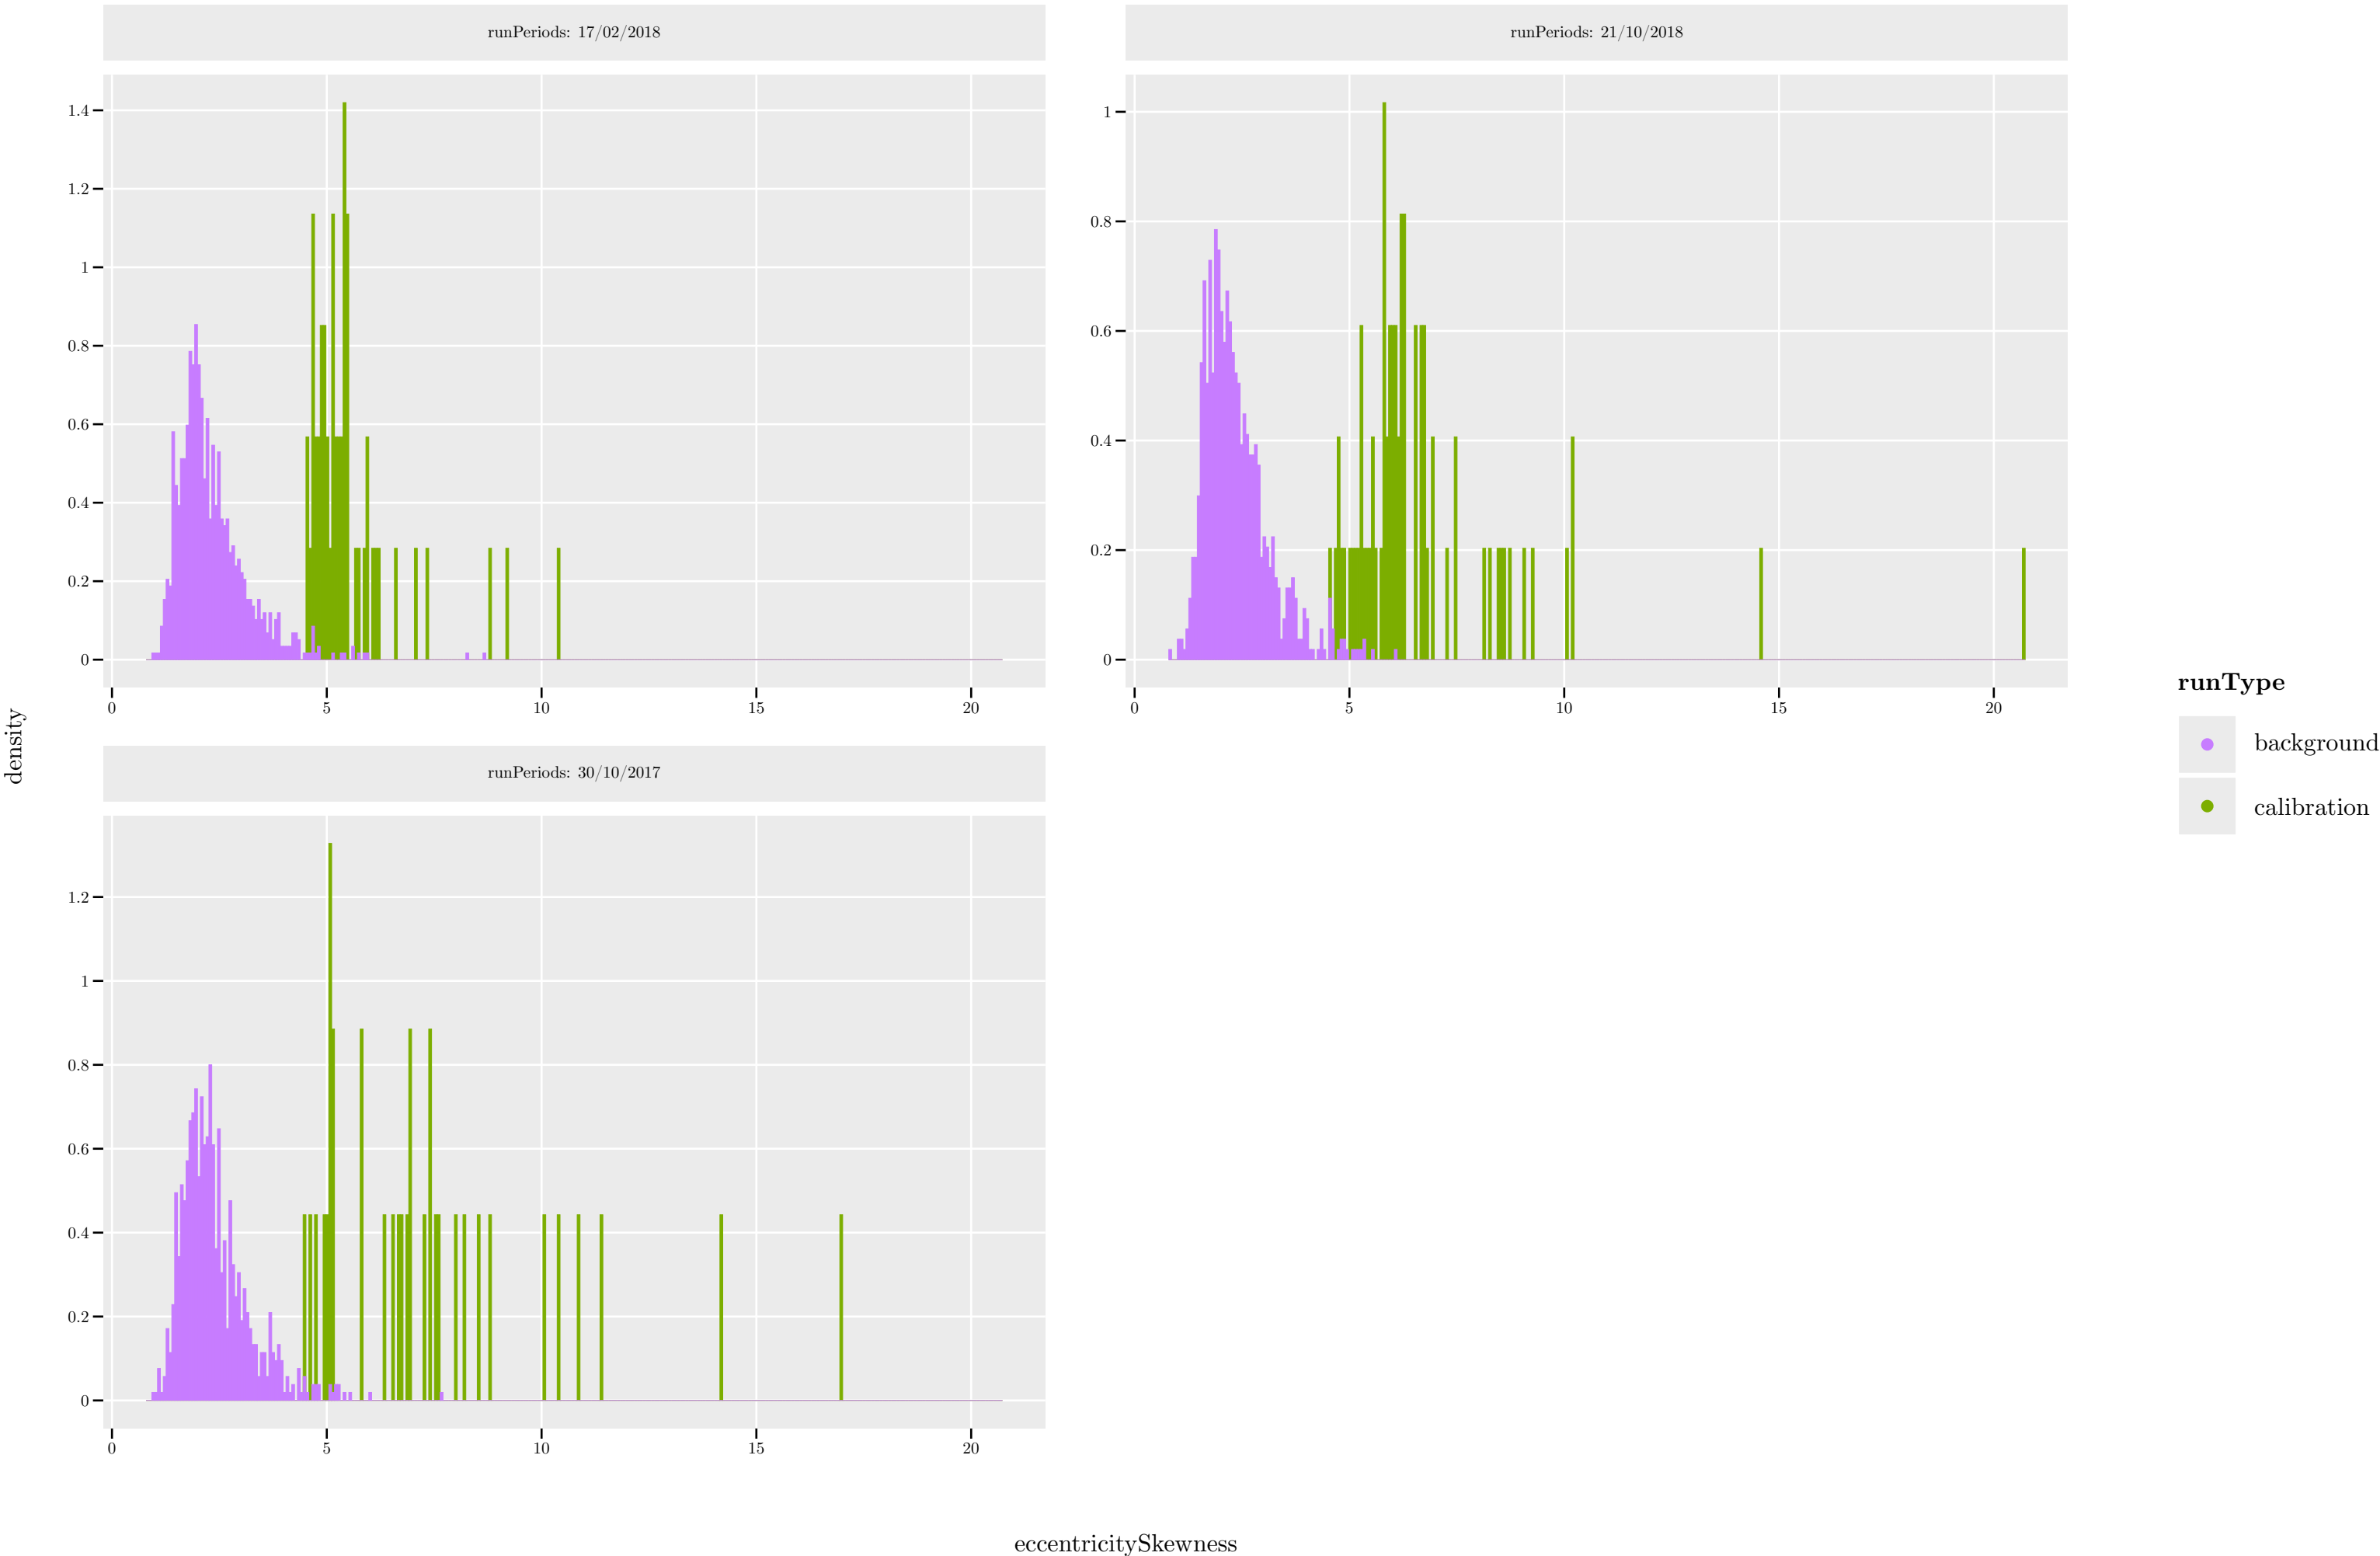 runPeriods: 17/02/2018
1.4
1.2
1
0.8
0.6
0.4
0.2
0
0 5 10 15 20
runPeriods: 21/10/2018
1
0.8
0.6
0.4
0.2
0
0 5 10 15 20
runPeriods: 30/10/2017
1.2
1
0.8
0.6
0.4
0.2
0
0 5 10 15 20
density
eccentricitySkewness
runType
background
calibration